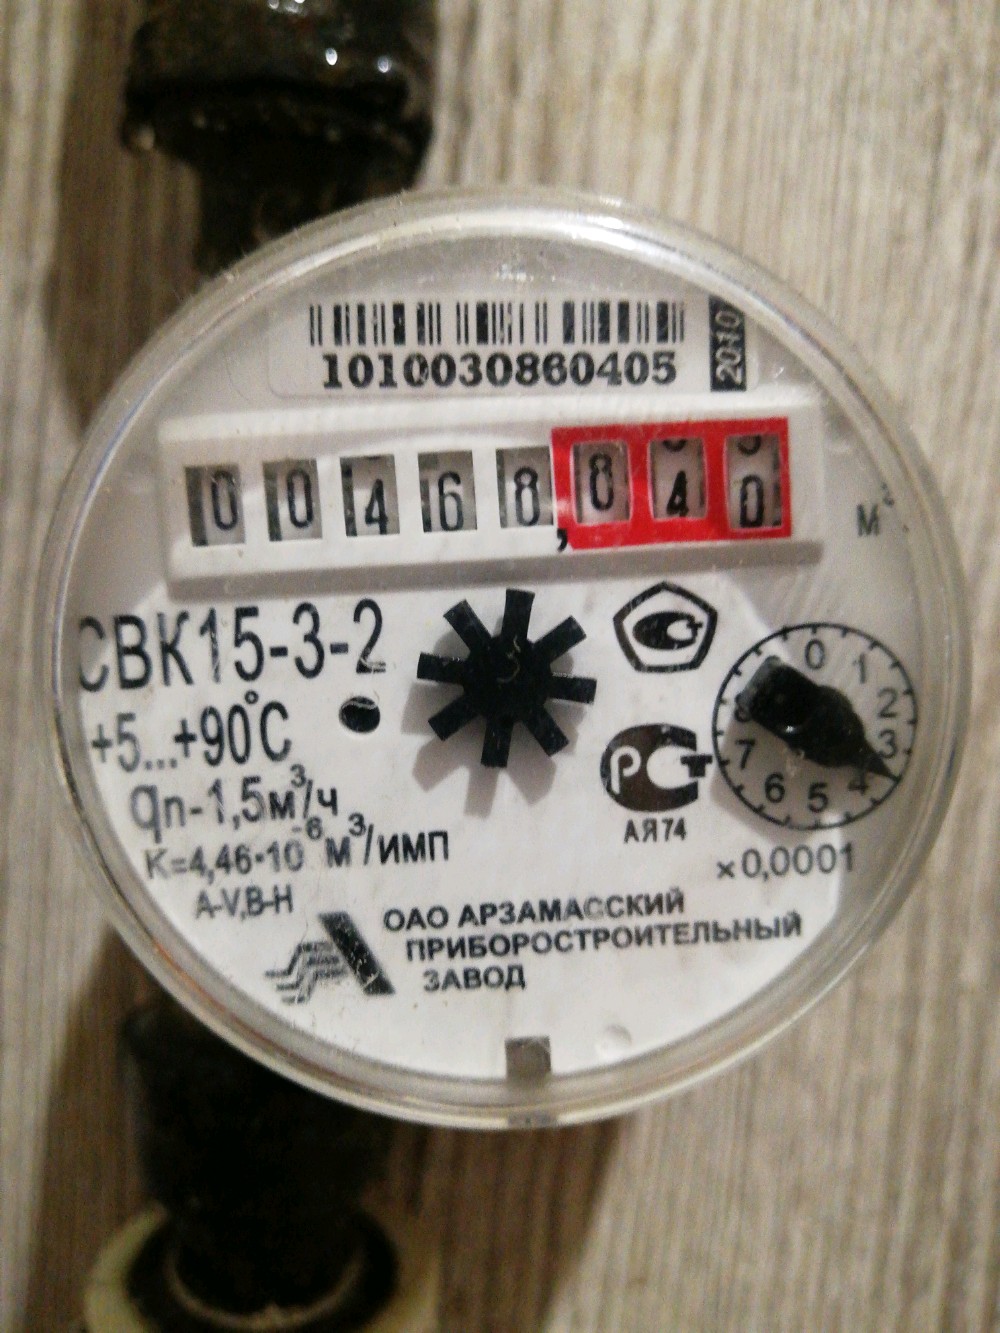 1010030860405
2010
00468,840
м³
СВК15-3-2
+5...+90°С
qn-1,5м³/ч
K=4,46•10⁻⁶м³/ИМП
A-V,B-H
0 1 2 3 4 5 6 7 8
РСТ
АЯ74
×0,0001
ОАО АРЗАМАССКИЙ
ПРИБОРОСТРОИТЕЛЬНЫЙ
ЗАВОД